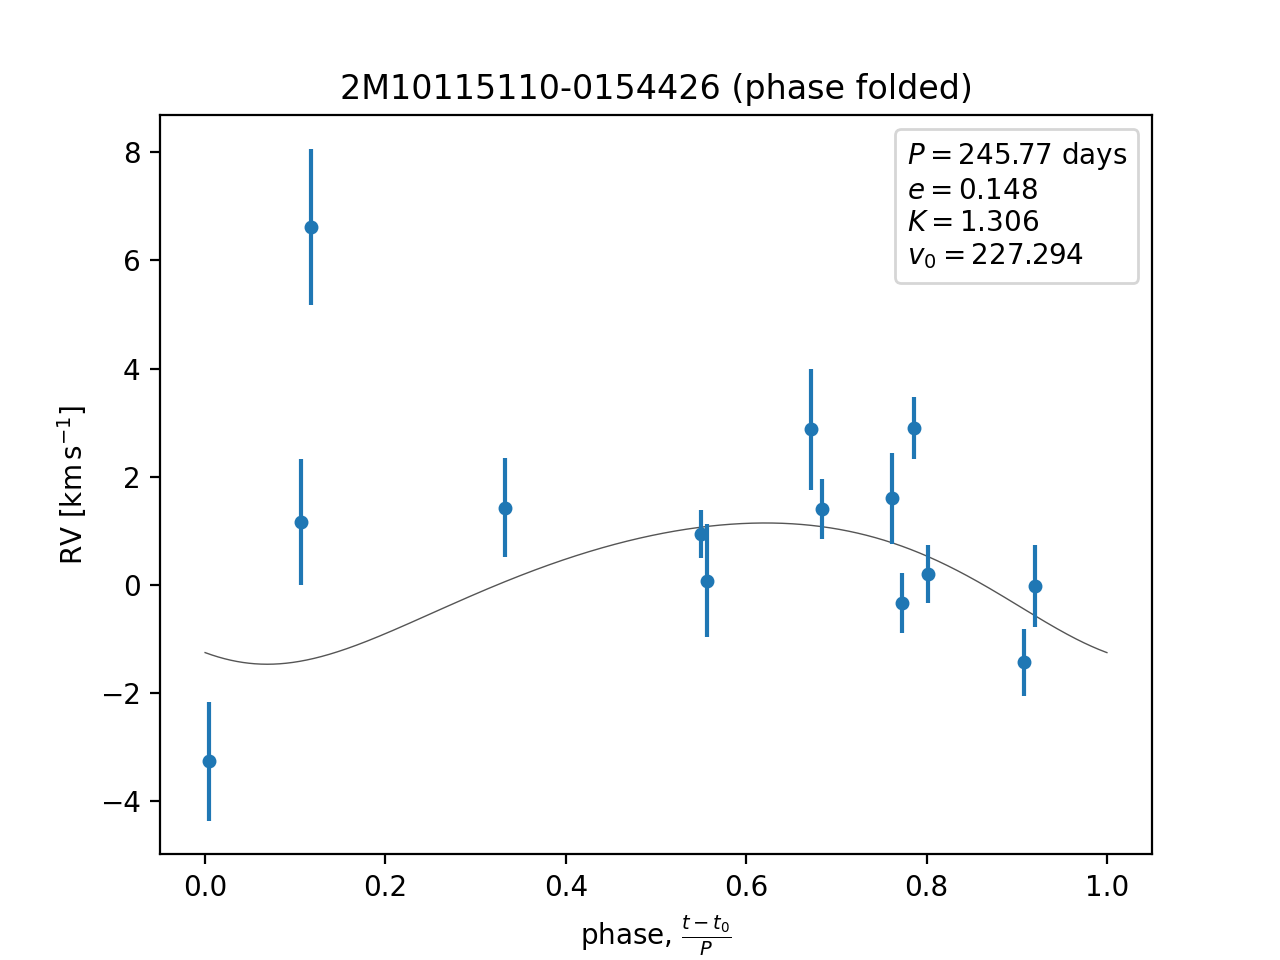 2M10115110-0154426 (phase folded)
P = 245.77 days
e = 0.148
K = 1.306
v₀ = 227.294
8
6
4
2
0
−2
−4
RV [km s⁻¹]
0.0 0.2 0.4 0.6 0.8 1.0
phase, (t − t₀)/P